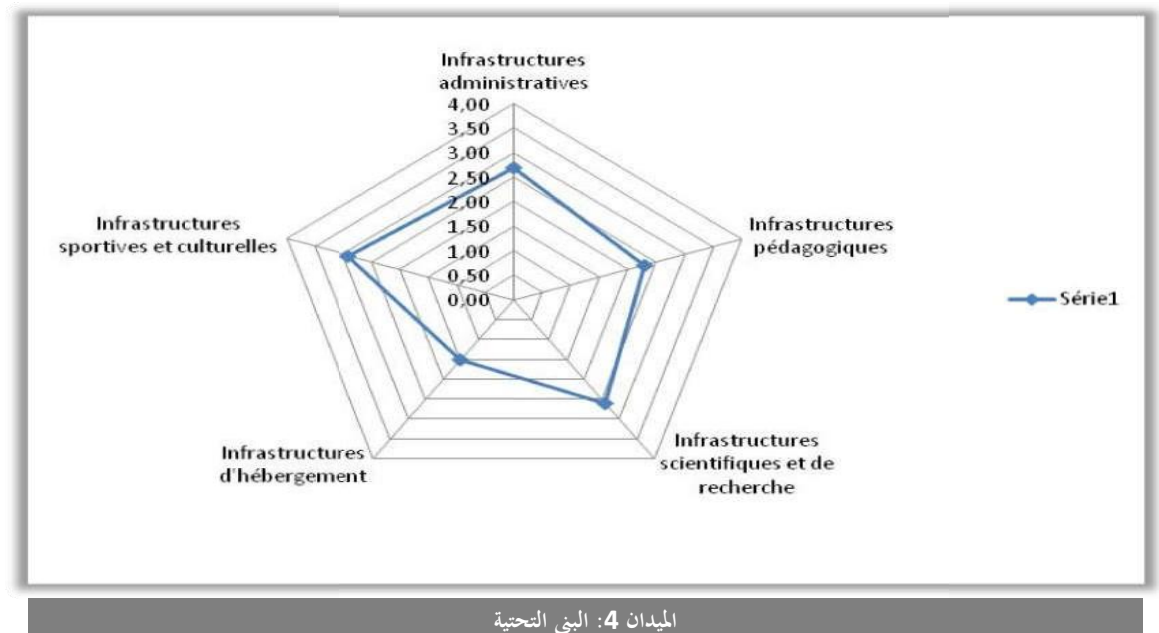 Infrastructures
administratives
4,00
3,50
3,00
2,50
2,00
1,50
1,00
0,50
0,00
Infrastructures
pédagogiques
Infrastructures
scientifiques et de
recherche
Infrastructures
d'hébergement
Infrastructures
sportives et culturelles
Série1
الميدان 4: البنى التحتية